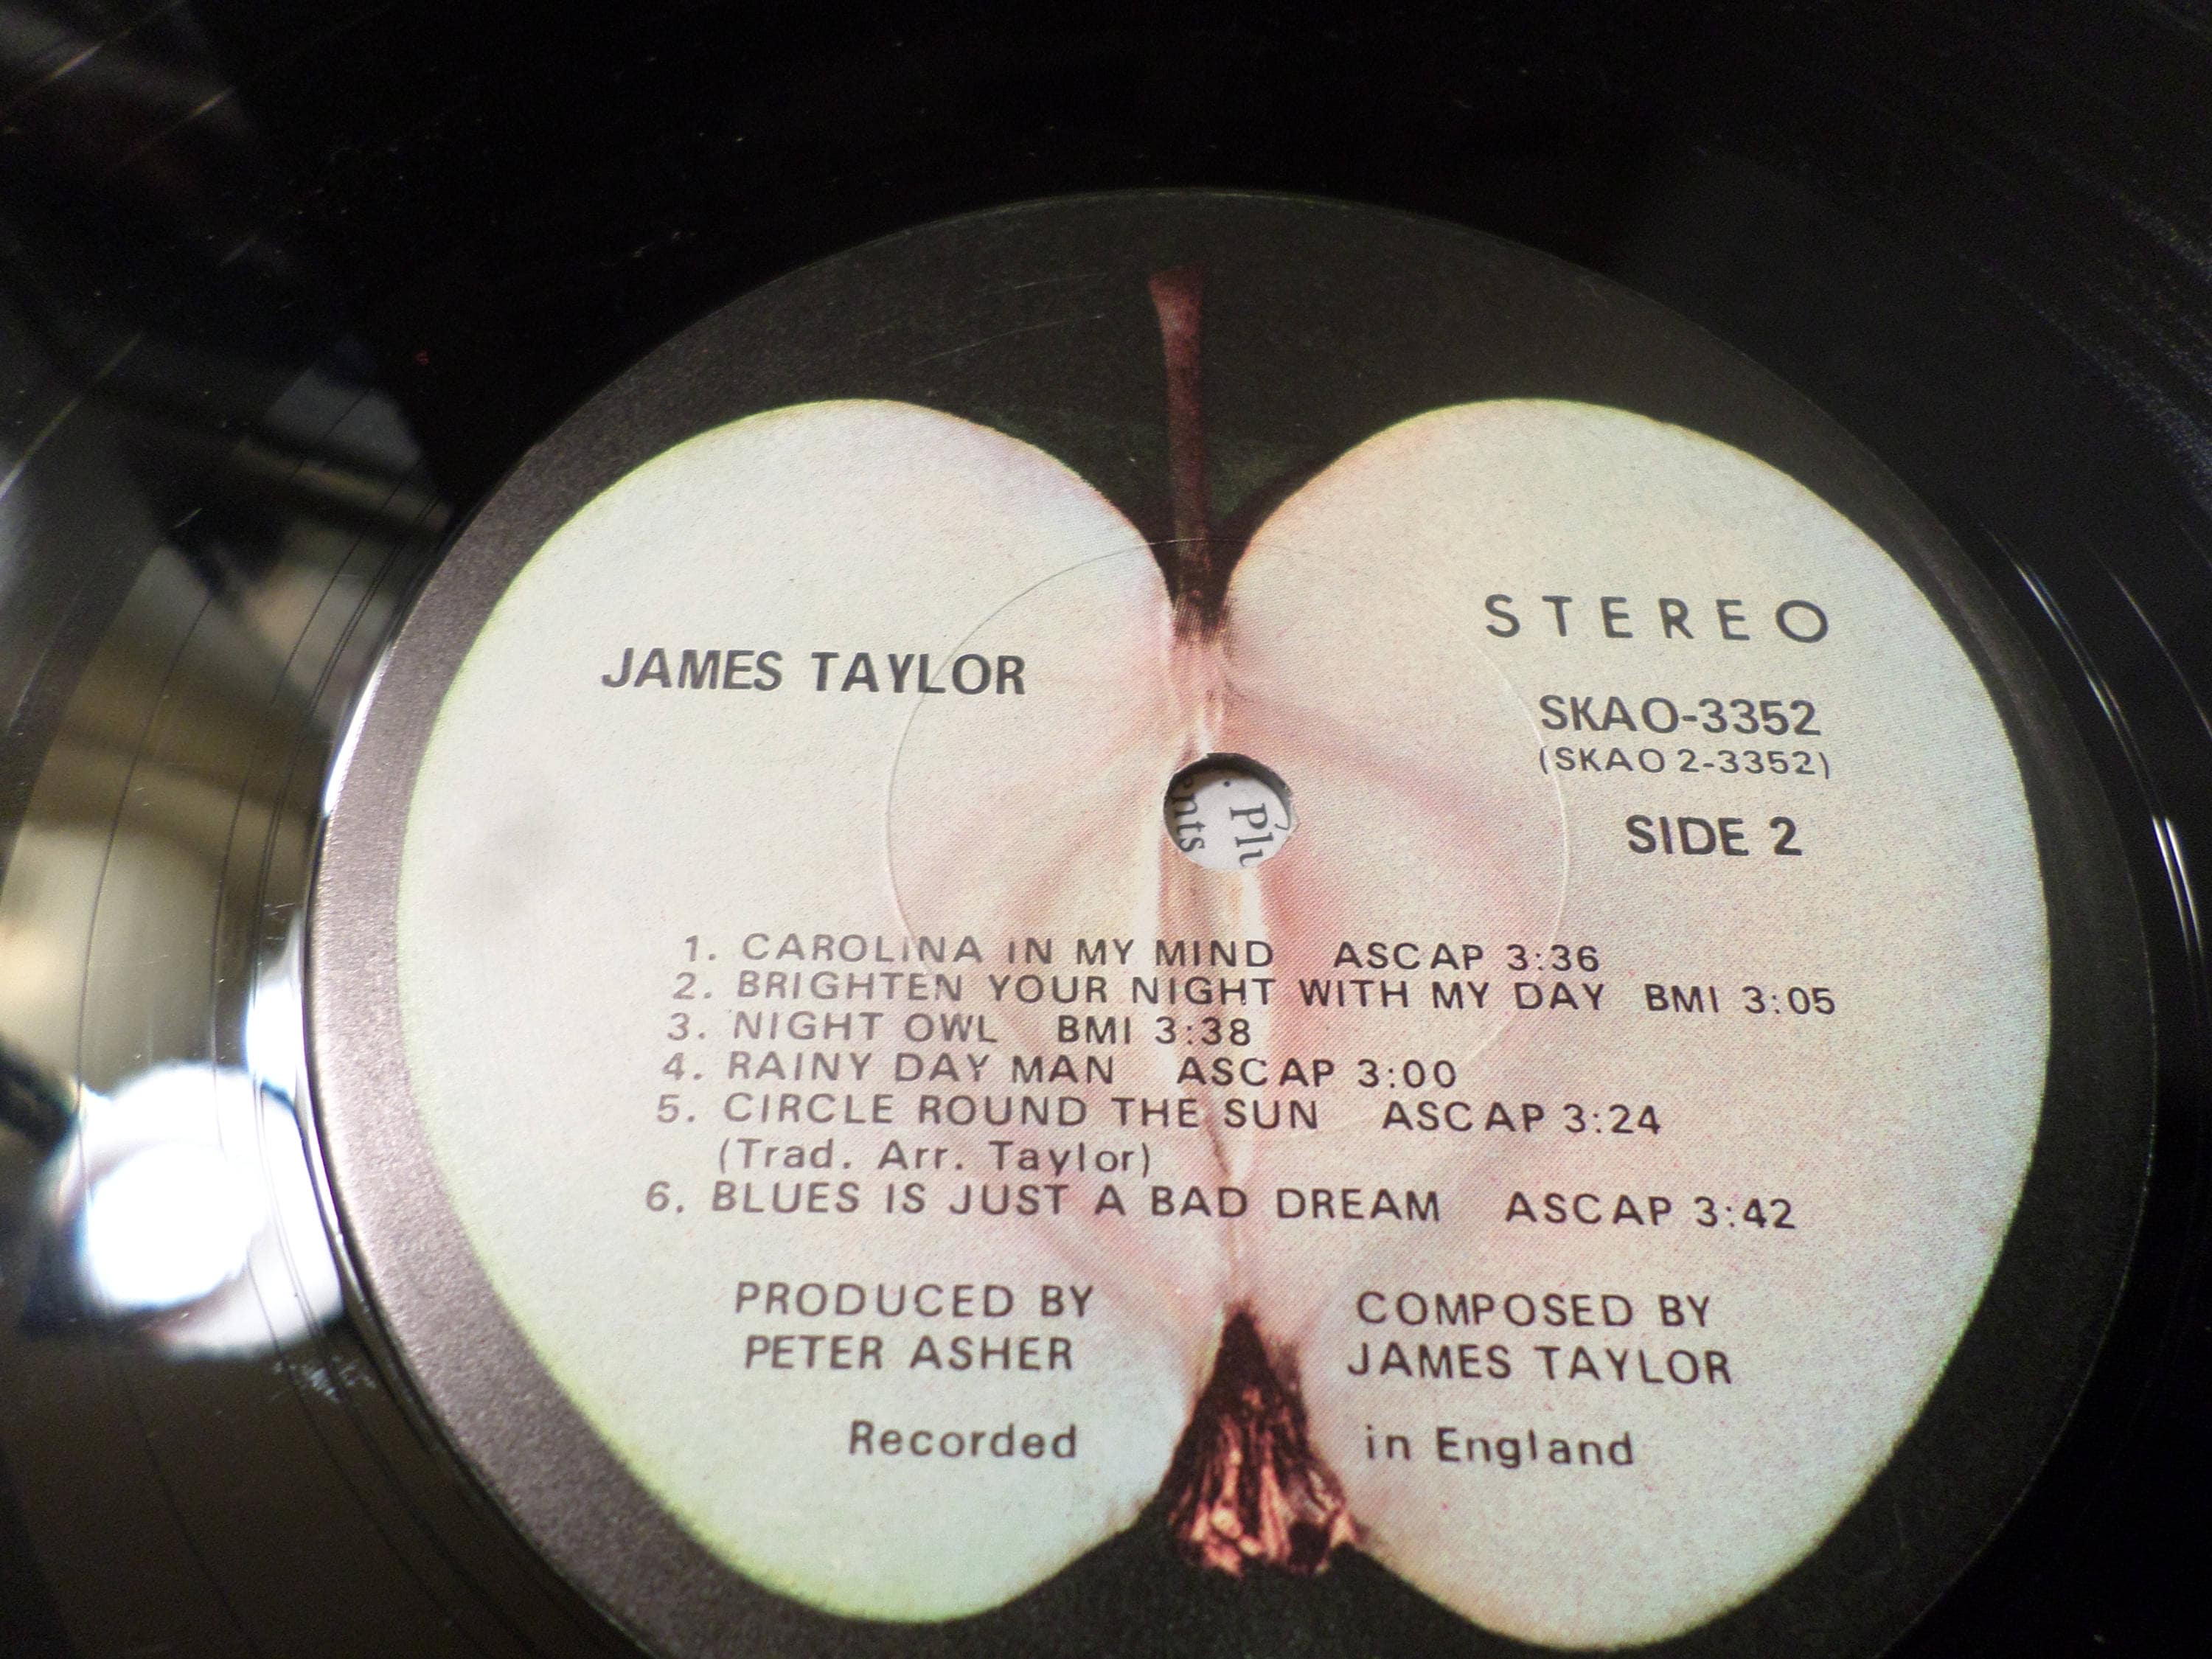 JAMES TAYLOR
STEREO
SKAO-3352
(SKAO 2-3352)
SIDE 2
1. CAROLINA IN MY MIND ASCAP 3:36
2. BRIGHTEN YOUR NIGHT WITH MY DAY BMI 3:05
3. NIGHT OWL BMI 3:38
4. RAINY DAY MAN ASCAP 3:00
5. CIRCLE ROUND THE SUN ASCAP 3:24
(Trad. Arr. Taylor)
6. BLUES IS JUST A BAD DREAM ASCAP 3:42
PRODUCED BY
PETER ASHER
COMPOSED BY
JAMES TAYLOR
Recorded in England